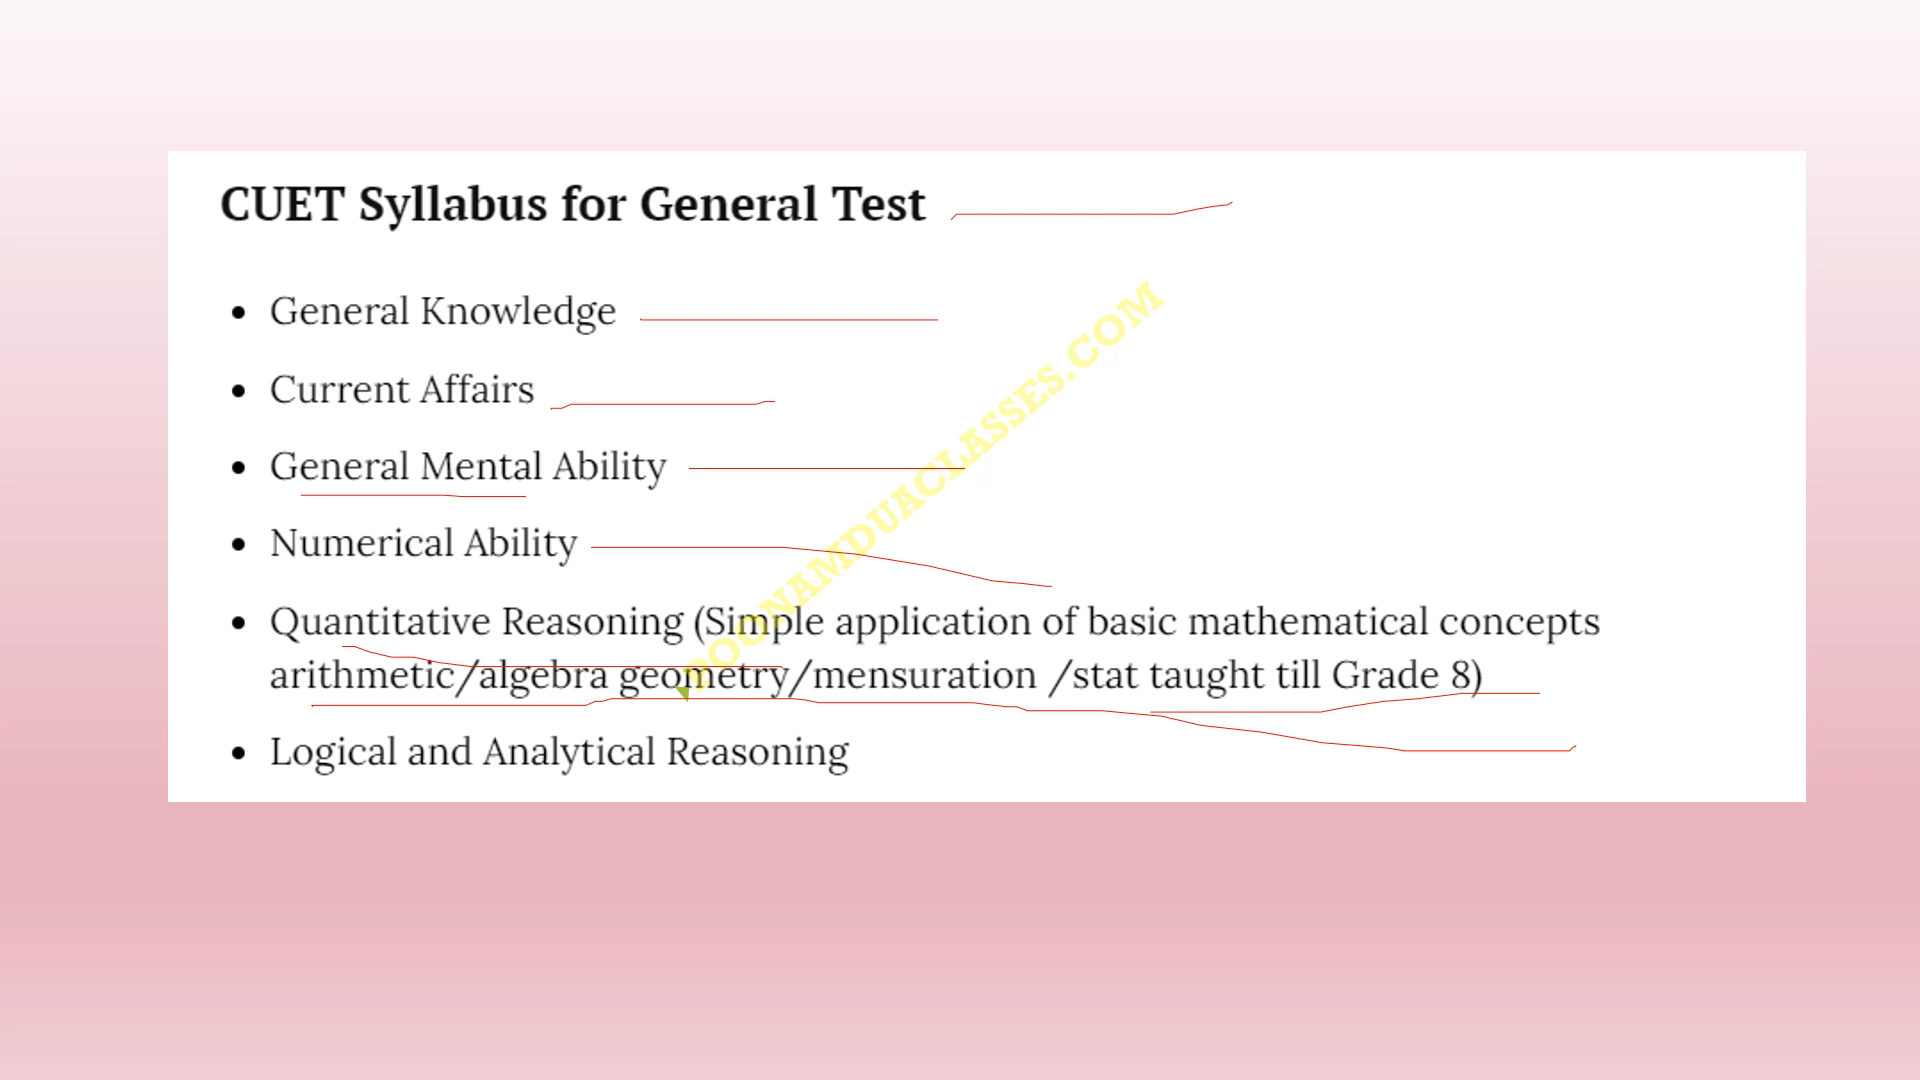 CUET Syllabus for General Test
• General Knowledge
• Current Affairs
• General Mental Ability
• Numerical Ability
• Quantitative Reasoning (Simple application of basic mathematical concepts
arithmetic/algebra geometry/mensuration /stat taught till Grade 8)
• Logical and Analytical Reasoning
POONAMDUACLASSES.COM